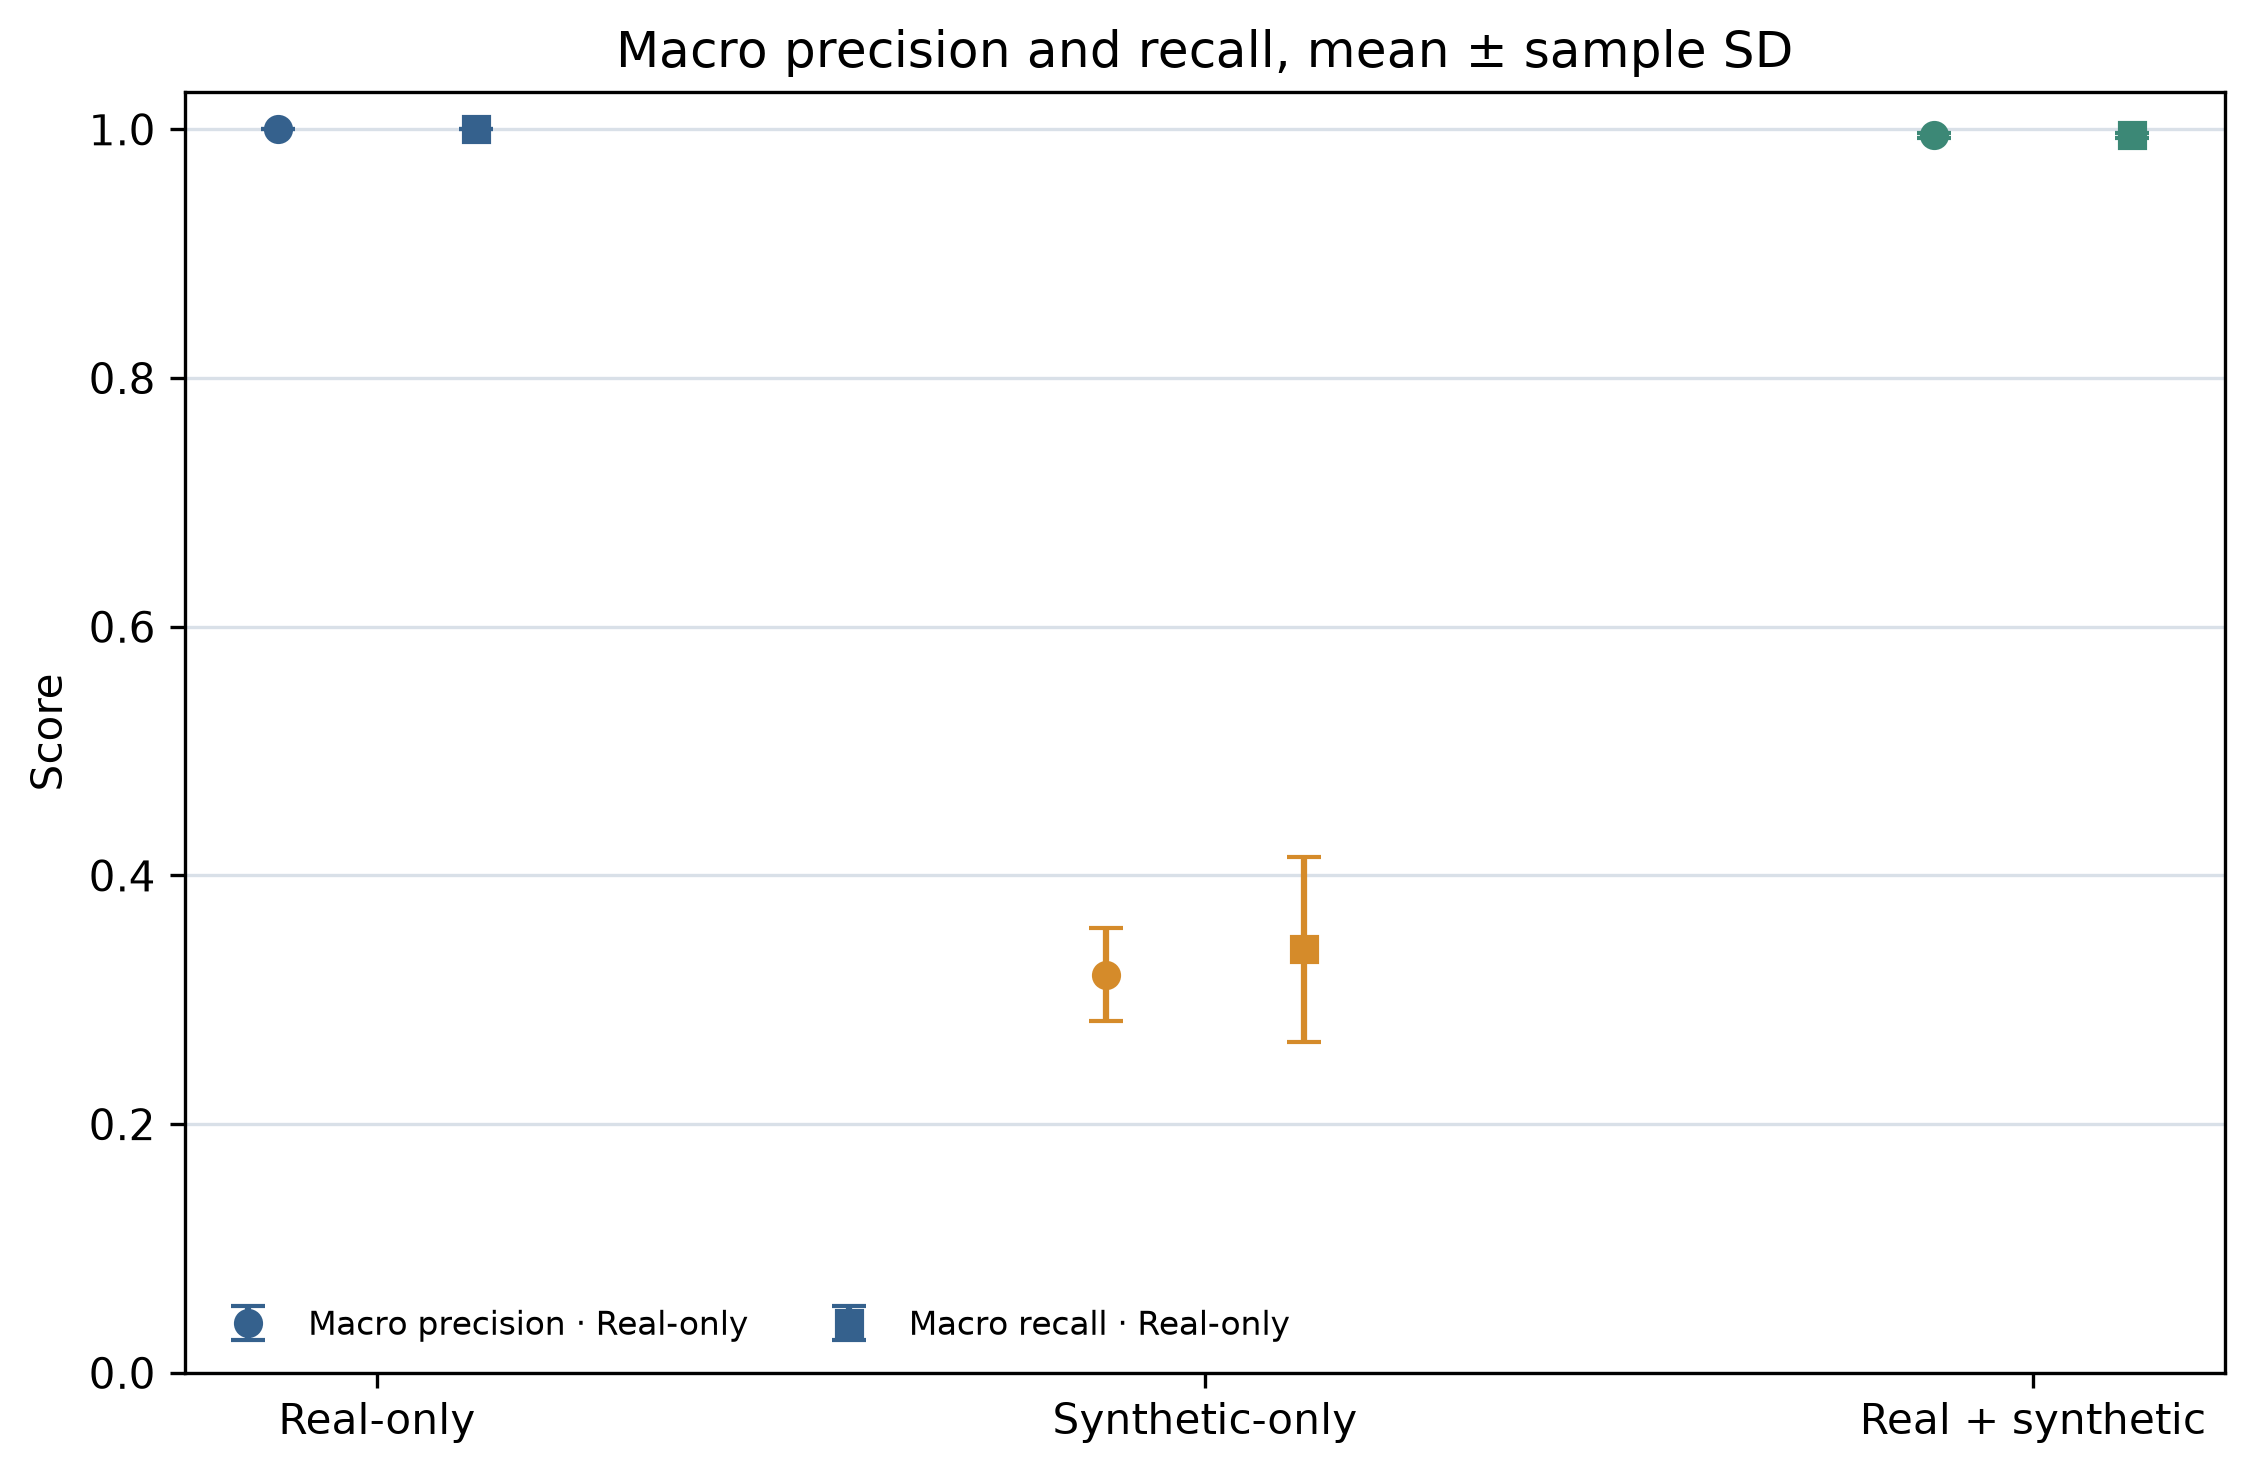 Macro precision and recall, mean ± sample SD
Score
1.0
0.8
0.6
0.4
0.2
0.0
Macro precision · Real-only
Macro recall · Real-only
Real-only
Synthetic-only
Real + synthetic